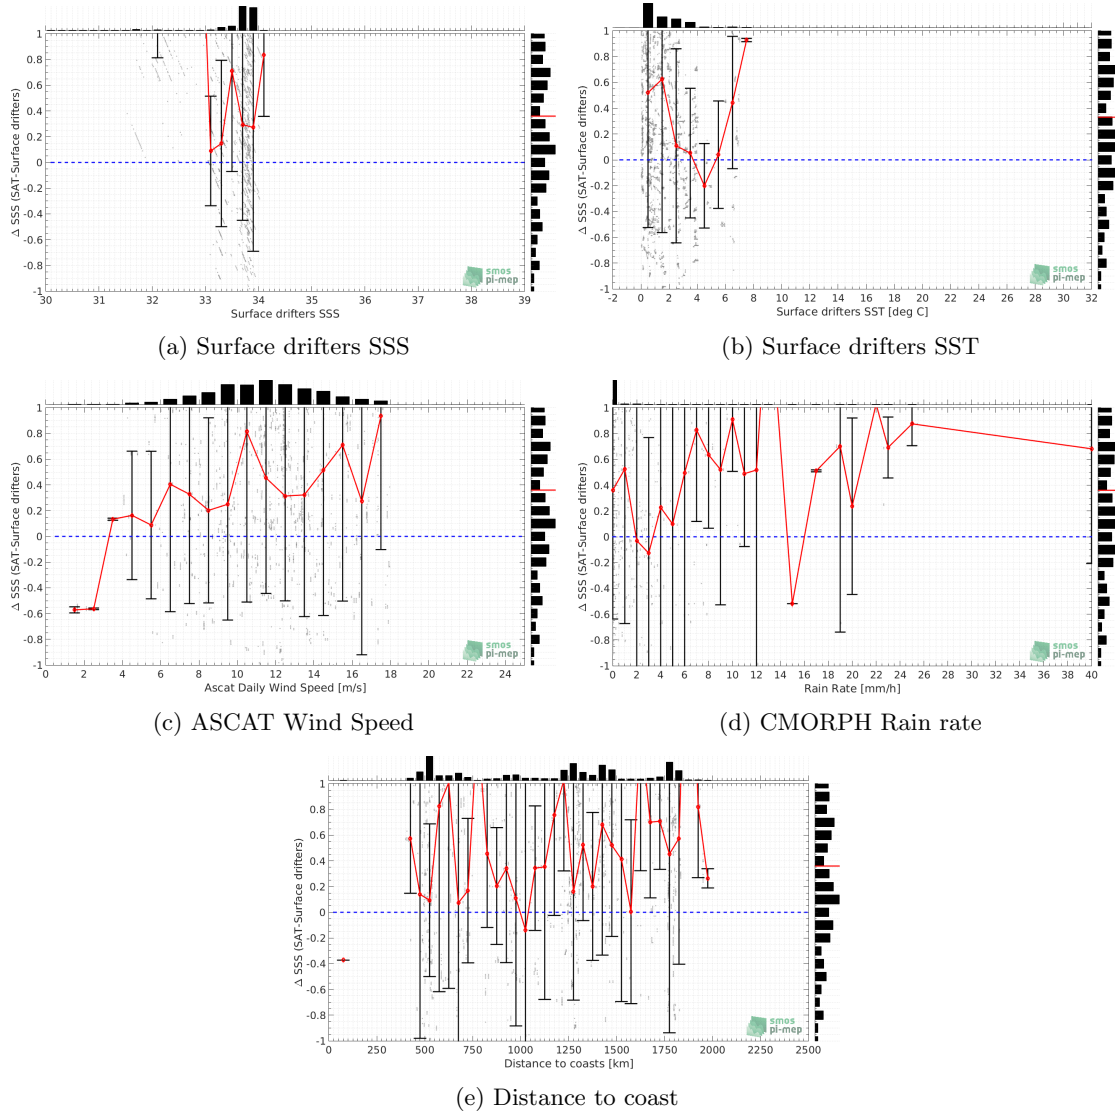 1
0.8
0.6
0.4
0.2
0
-0.2
-0.4
-0.6
-0.8
-1
Δ SSS (SAT-Surface drifters)
30 31 32 33 34 35 36 37 38 39
Surface drifters SSS
smos
pi-mep
(a) Surface drifters SSS
1
0.8
0.6
0.4
0.2
0
-0.2
-0.4
-0.6
-0.8
-1
Δ SSS (SAT-Surface drifters)
-2 0 2 4 6 8 10 12 14 16 18 20 22 24 26 28 30 32
Surface drifters SST [deg C]
smos
pi-mep
(b) Surface drifters SST
1
0.8
0.6
0.4
0.2
0
-0.2
-0.4
-0.6
-0.8
-1
Δ SSS (SAT-Surface drifters)
0 2 4 6 8 10 12 14 16 18 20 22 24
Ascat Daily Wind Speed [m/s]
smos
pi-mep
(c) ASCAT Wind Speed
1
0.8
0.6
0.4
0.2
0
-0.2
-0.4
-0.6
-0.8
-1
Δ SSS (SAT-Surface drifters)
0 2 4 6 8 10 12 14 16 18 20 22 24 26 28 30 32 34 36 38 40
Rain Rate [mm/h]
smos
pi-mep
(d) CMORPH Rain rate
1
0.8
0.6
0.4
0.2
0
-0.2
-0.4
-0.6
-0.8
-1
Δ SSS (SAT-Surface drifters)
0 250 500 750 1000 1250 1500 1750 2000 2250 2500
Distance to coasts [km]
smos
pi-mep
(e) Distance to coast